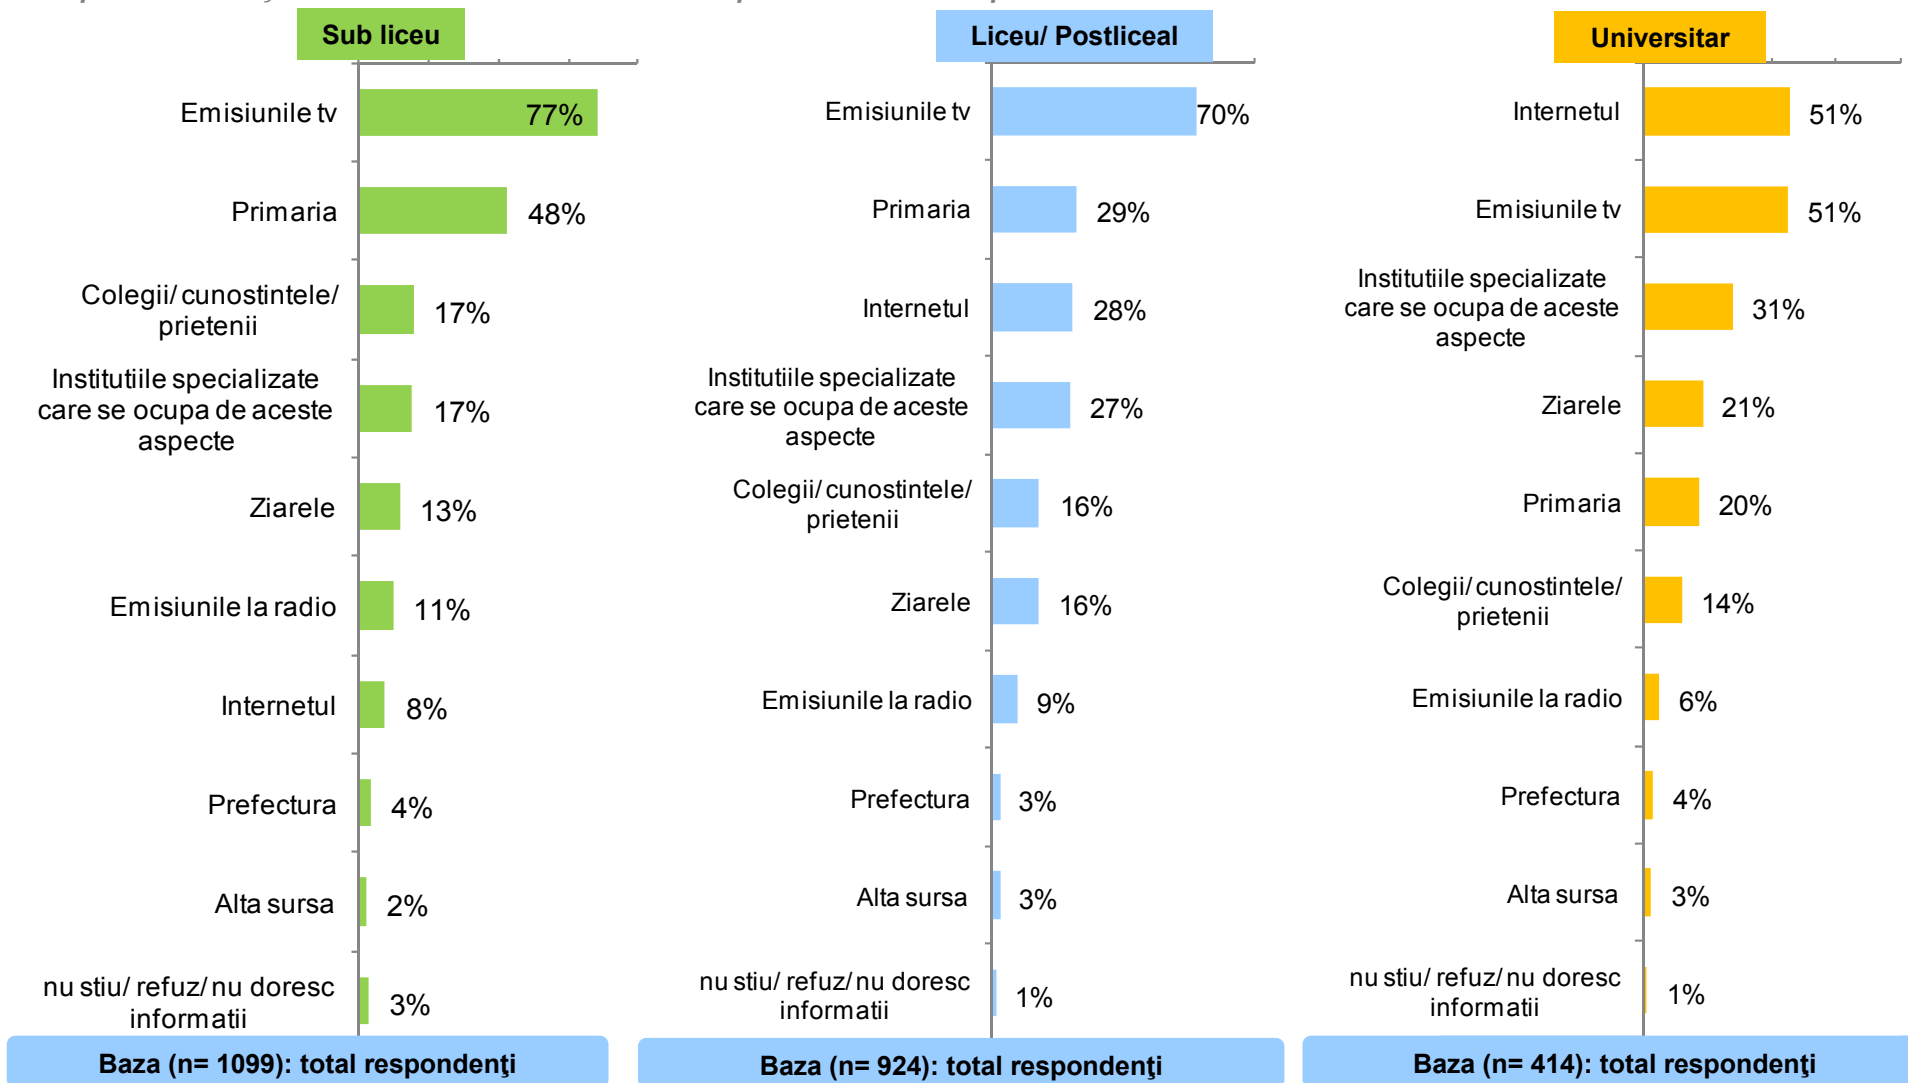 Sub liceu
Emisiunile tv
77%
Primaria
48%
Colegii/ cunostintele/
prietenii
17%
Institutiile specializate
care se ocupa de aceste
aspecte
17%
Ziarele
13%
Emisiunile la radio
11%
Internetul
8%
Prefectura
4%
Alta sursa
2%
nu stiu/ refuz/ nu doresc
informatii
3%
Baza (n= 1099): total respondenţi
Liceu/ Postliceal
Emisiunile tv
70%
Primaria
29%
Internetul
28%
Institutiile specializate
care se ocupa de aceste
aspecte
27%
Colegii/ cunostintele/
prietenii
16%
Ziarele
16%
Emisiunile la radio
9%
Prefectura
3%
Alta sursa
3%
nu stiu/ refuz/ nu doresc
informatii
1%
Baza (n= 924): total respondenţi
Universitar
Internetul
51%
Emisiunile tv
51%
Institutiile specializate
care se ocupa de aceste
aspecte
31%
Ziarele
21%
Primaria
20%
Colegii/ cunostintele/
prietenii
14%
Emisiunile la radio
6%
Prefectura
4%
Alta sursa
3%
nu stiu/ refuz/ nu doresc
informatii
1%
Baza (n= 414): total respondenţi